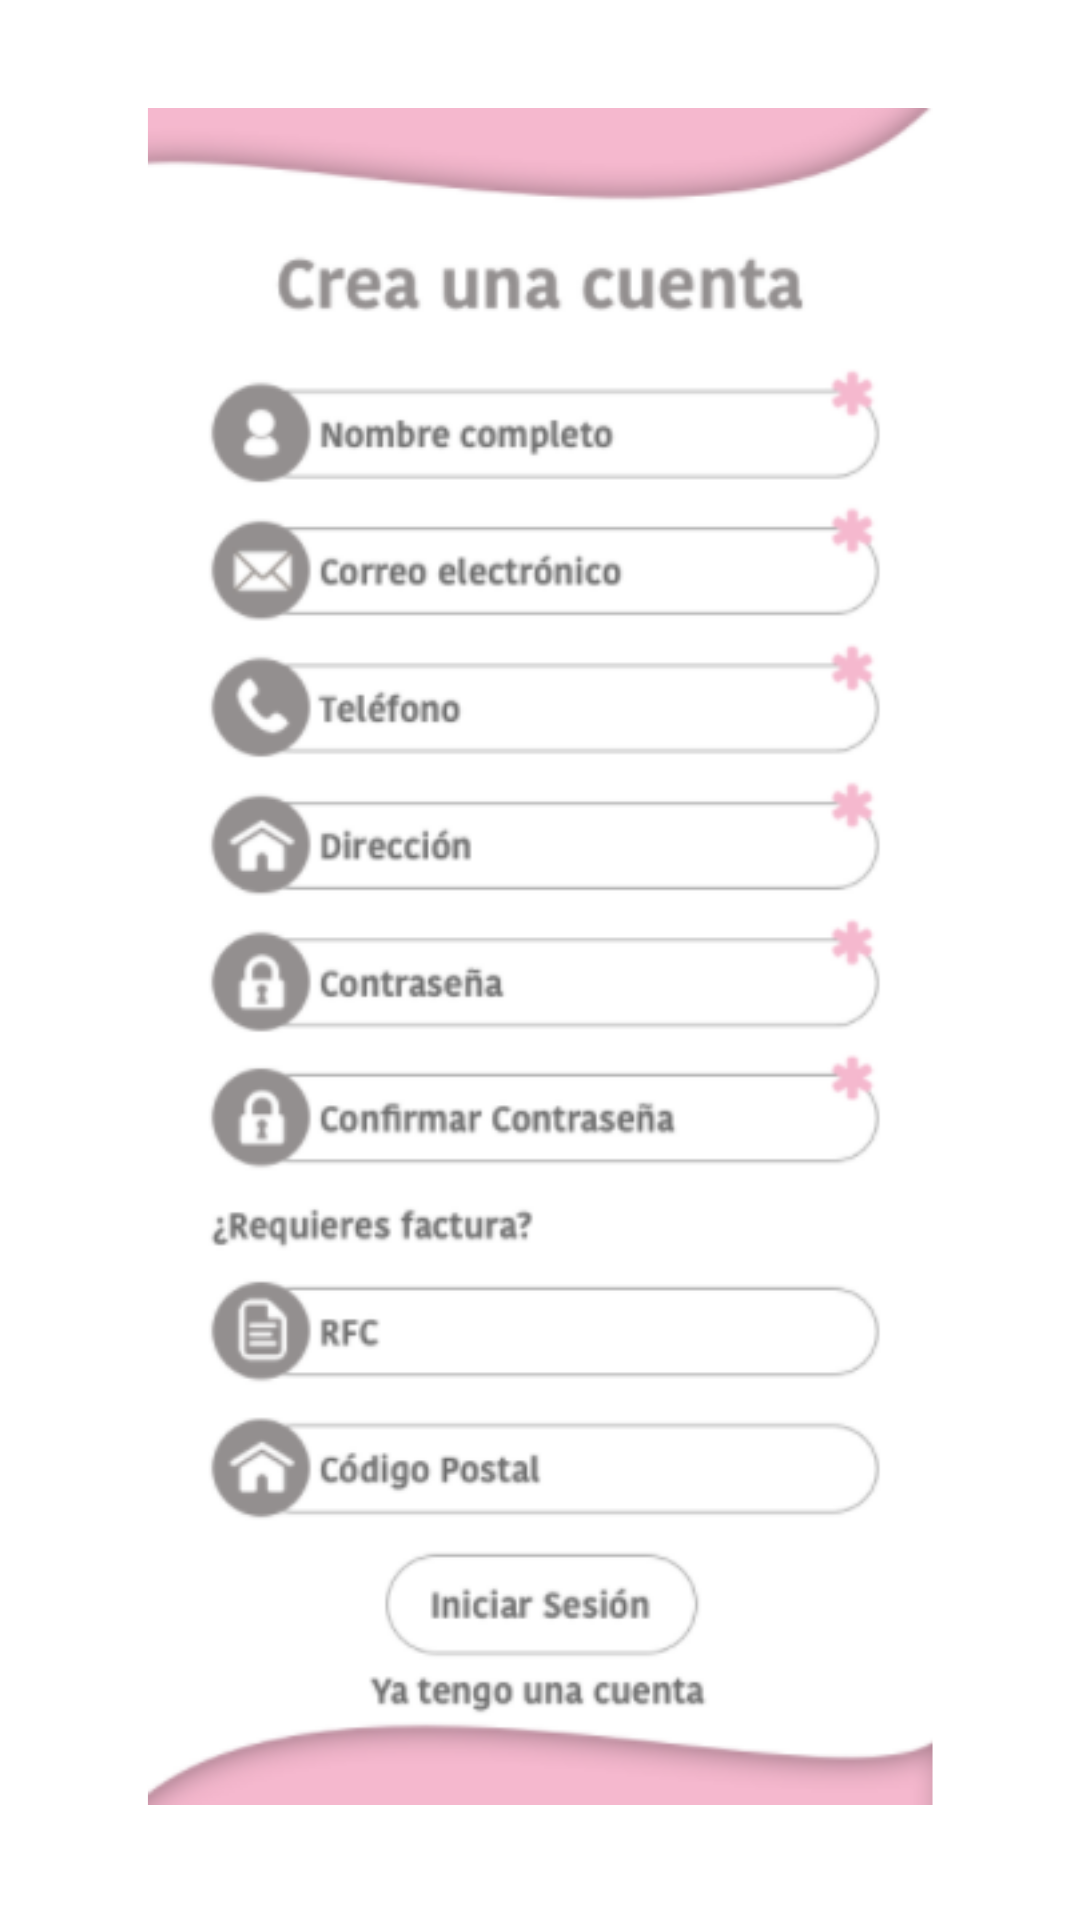 Crea una cuenta
Nombre completo *
Correo electrónico *
Teléfono *
Dirección *
Contraseña *
Confirmar Contraseña *
¿Requieres factura?
RFC
Código Postal
Iniciar Sesión
Ya tengo una cuenta